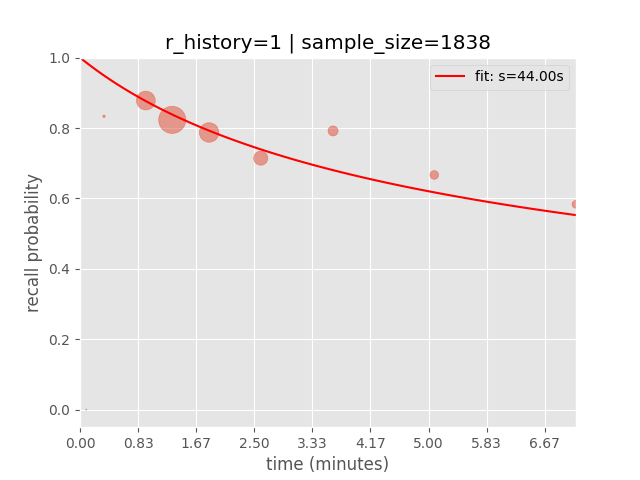 r_history=1 | sample_size=1838
fit: s=44.00s
recall probability
1.0
0.8
0.6
0.4
0.2
0.0
0.00 0.83 1.67 2.50 3.33 4.17 5.00 5.83 6.67
time (minutes)